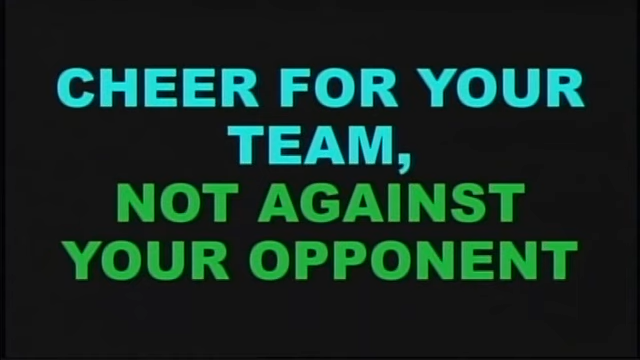 CHEER FOR YOUR
TEAM,
NOT AGAINST
YOUR OPPONENT